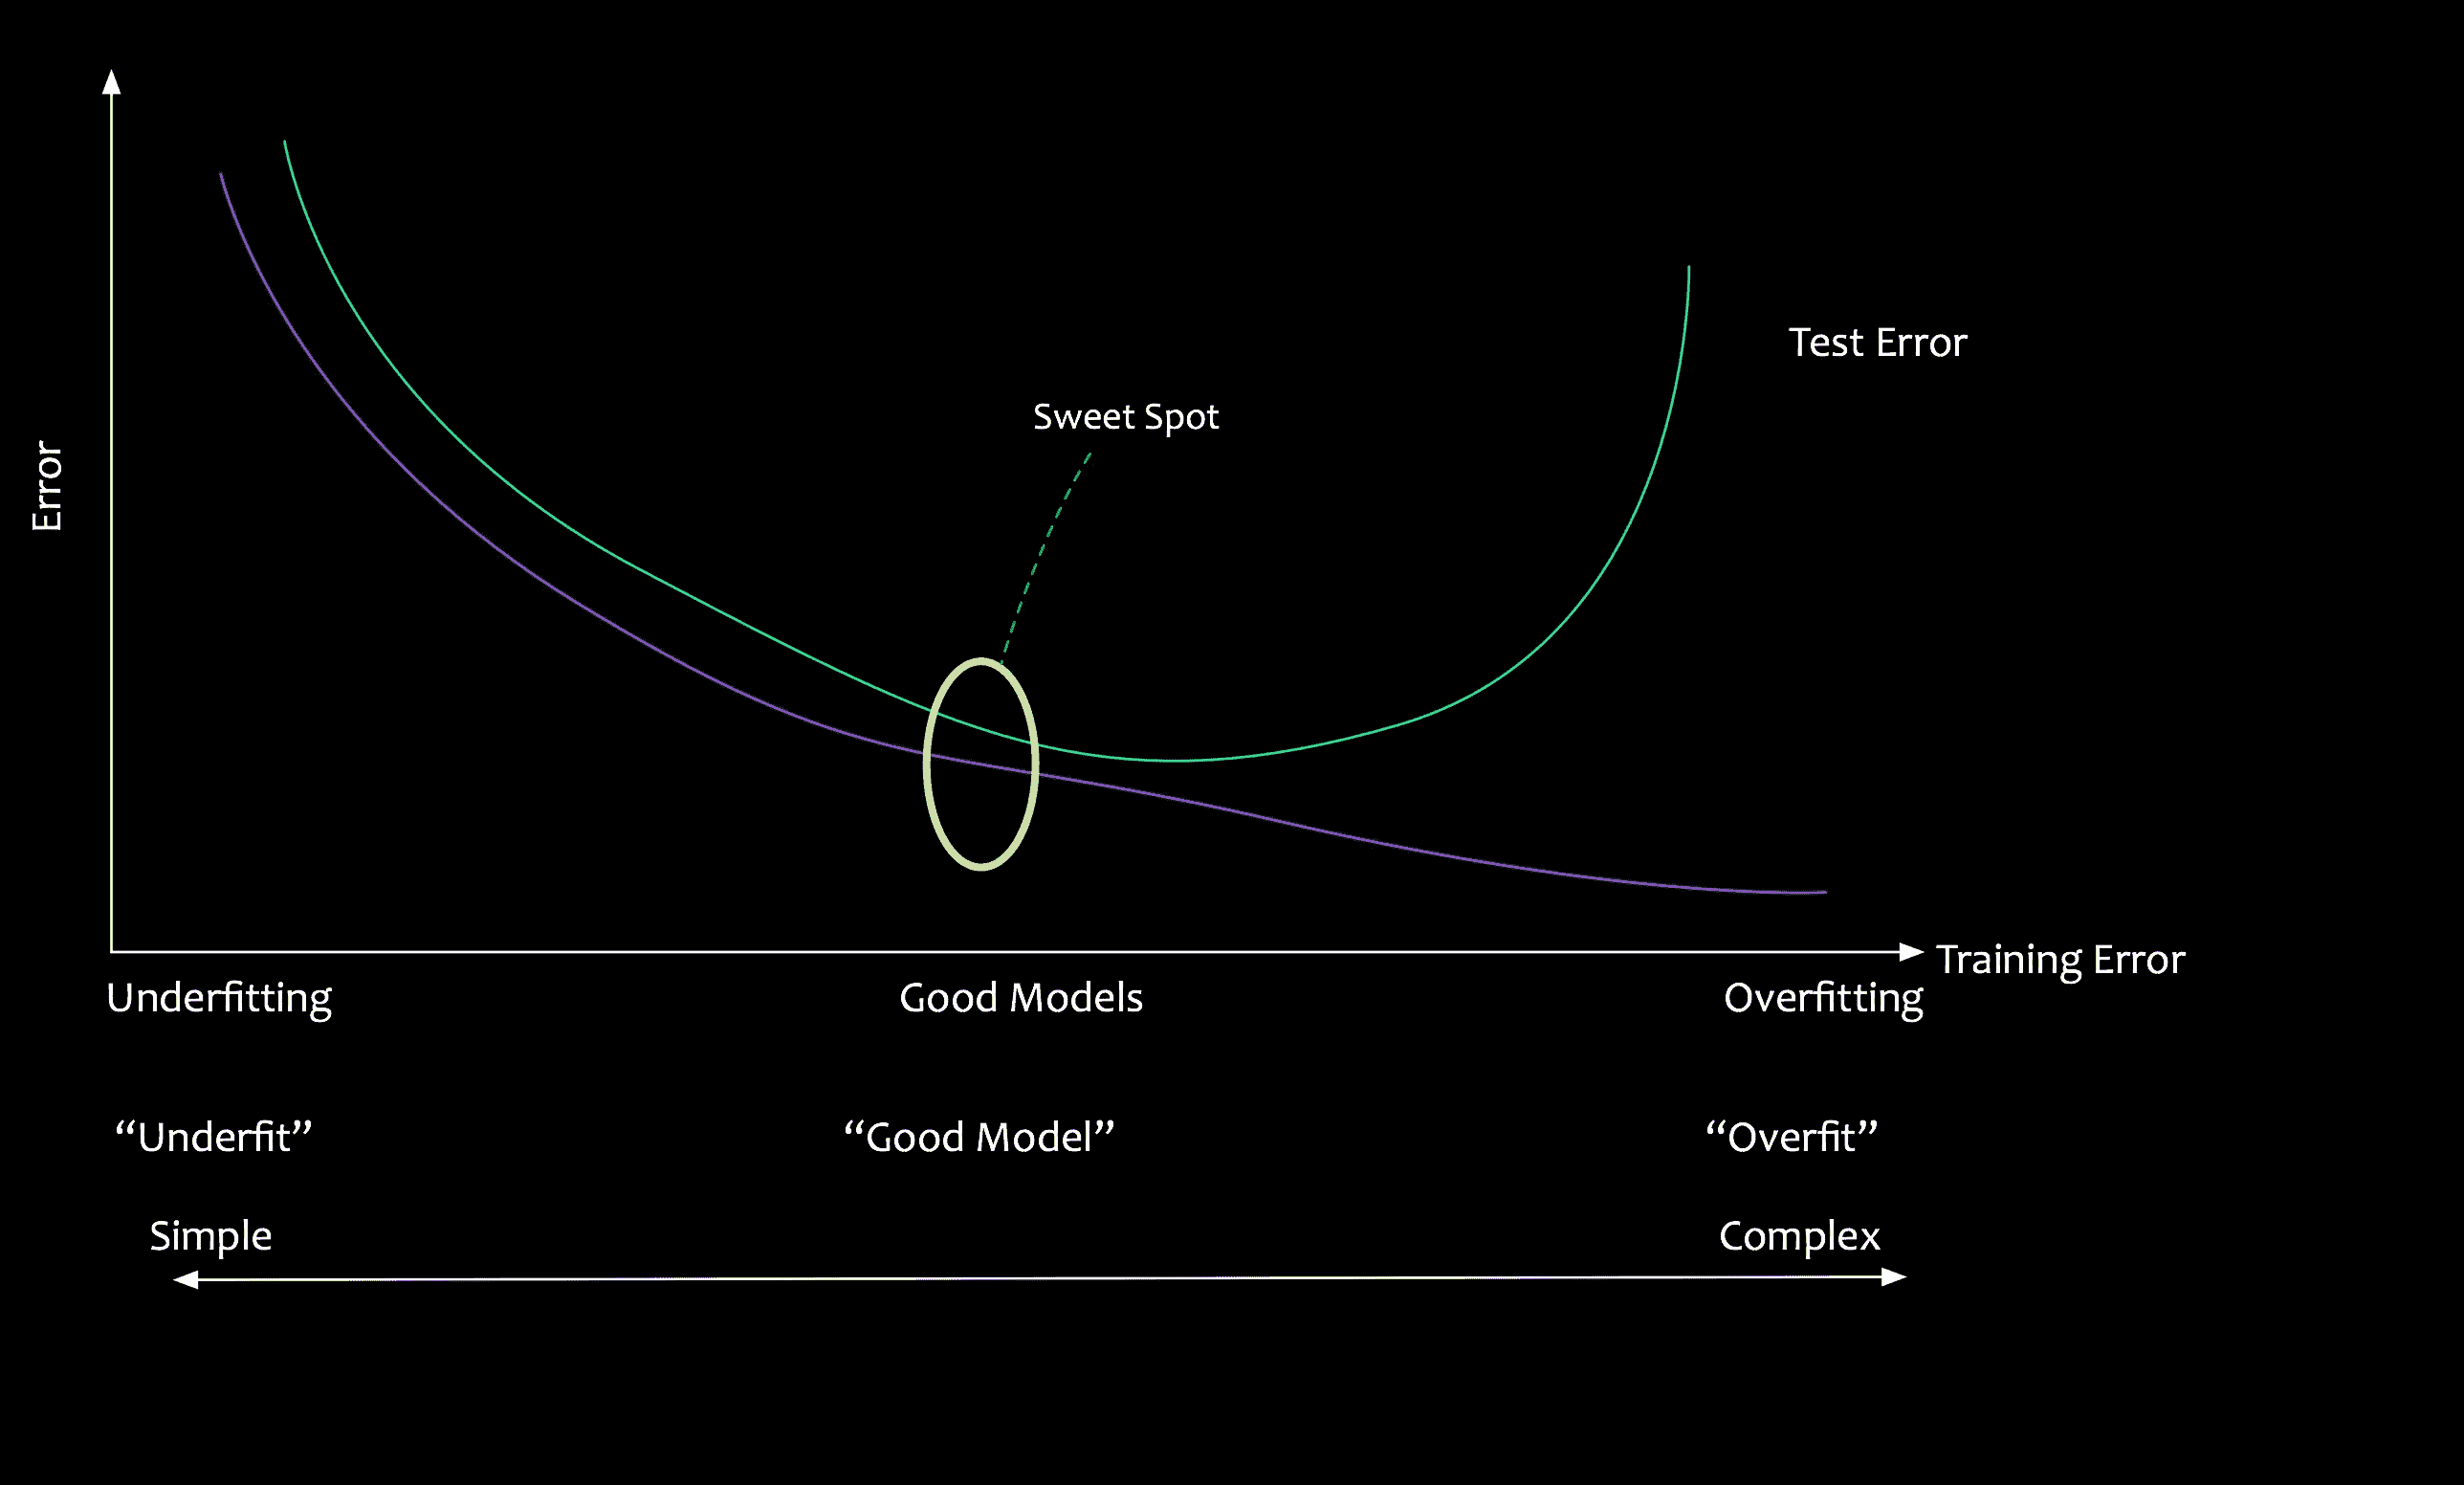 Test Error
Sweet Spot
Error
Training Error
Underfitting
Good Models
Overfitting
“Underfit”
“Good Model”
“Overfit”
Simple
Complex